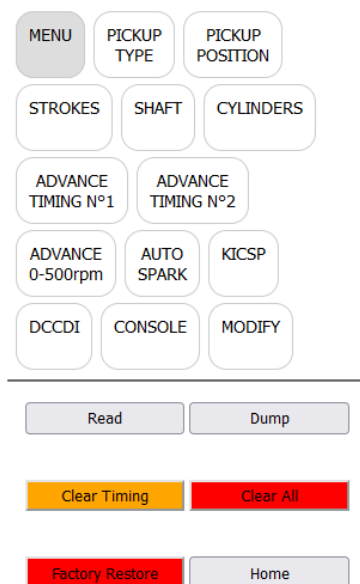 MENU PICKUP TYPE PICKUP POSITION
STROKES SHAFT CYLINDERS
ADVANCE TIMING N°1 ADVANCE TIMING N°2
ADVANCE 0-500rpm AUTO SPARK KICSP
DCCDI CONSOLE MODIFY
Read Dump
Clear Timing Clear All
Factory Restore Home